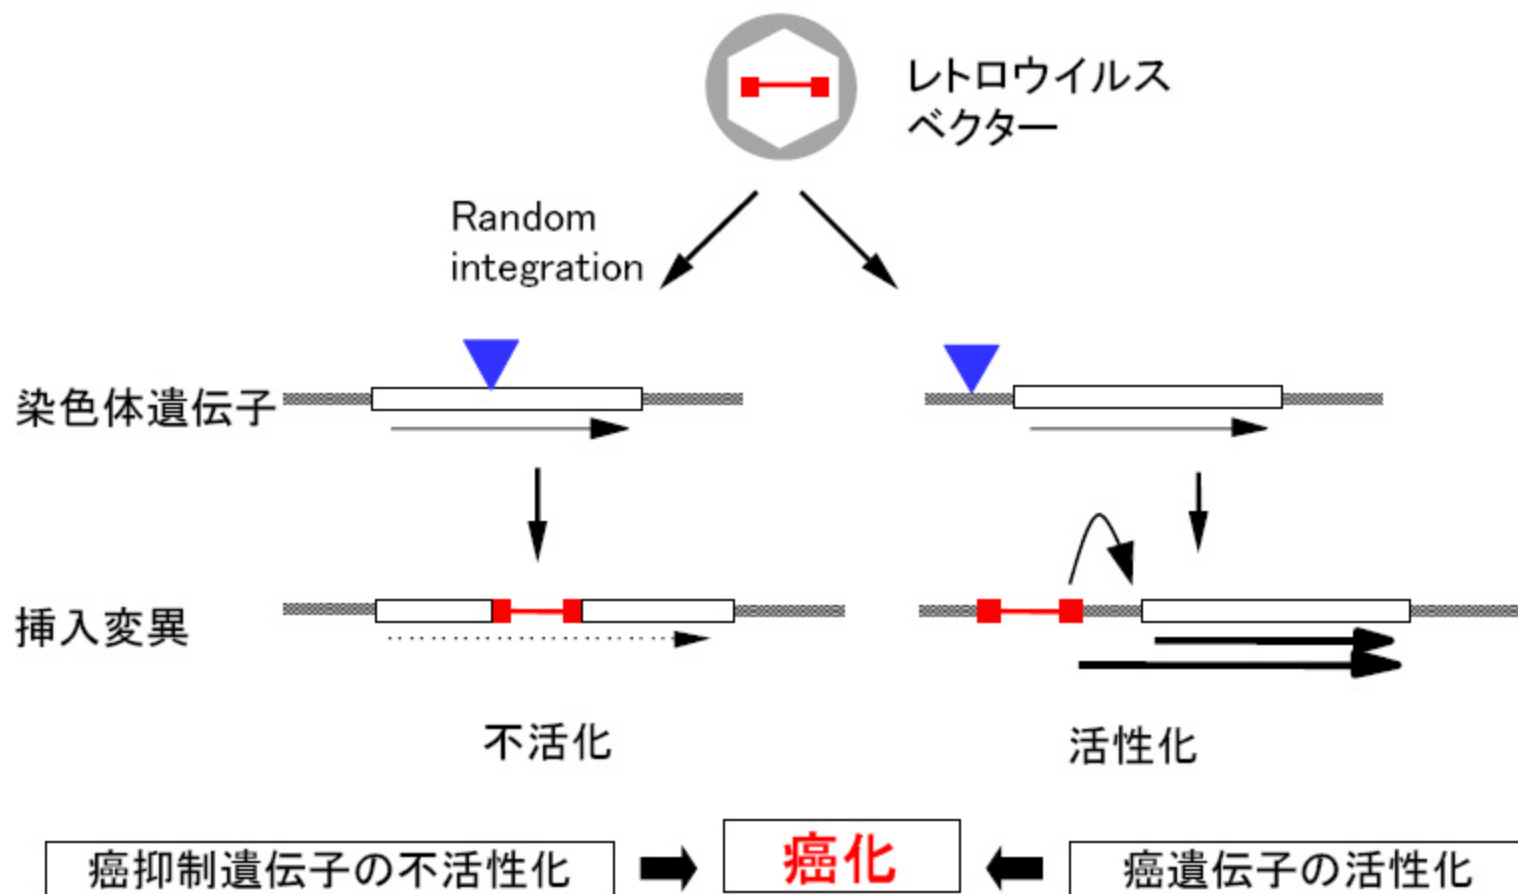 レトロウイルス
ベクター
Random
integration
染色体遺伝子
挿入変異
不活化
活性化
癌抑制遺伝子の不活性化
癌化
癌遺伝子の活性化